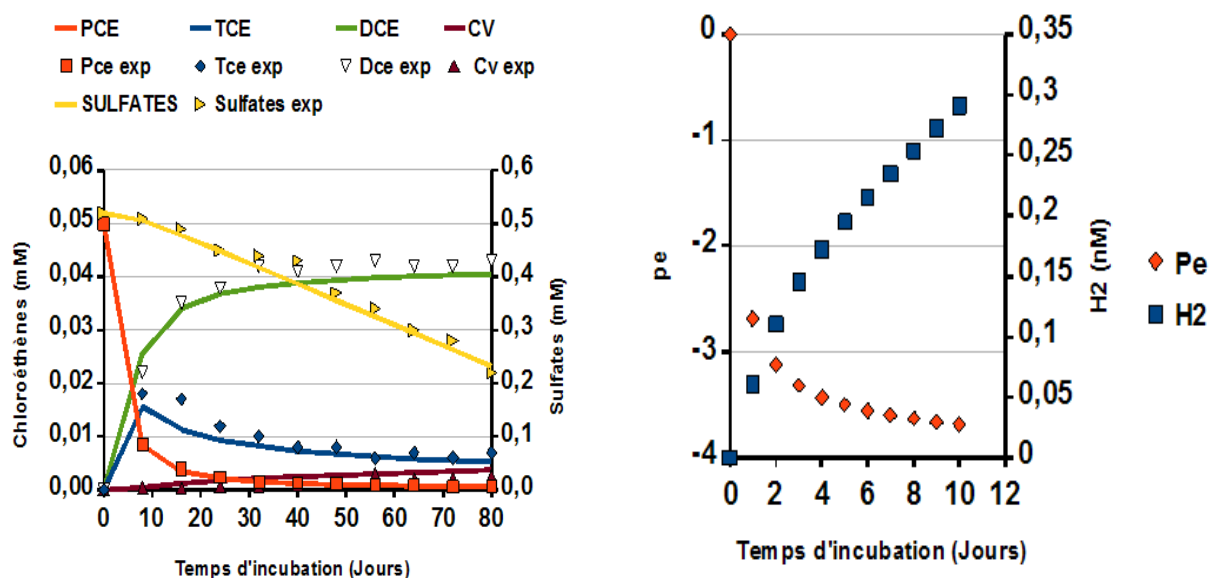 PCE TCE DCE CV
Pce exp Tce exp Dce exp Cv exp
SULFATES Sulfates exp
0,06 0,6
0,05 0,5
0,04 0,4
0,03 0,3
0,02 0,2
0,01 0,1
0,00 0,0
0 10 20 30 40 50 60 70 80
Chloroéthènes (mM)
Sulfates (mM)
Temps d'incubation (Jours)
-0 0,35
0,3
-1
0,25
-2 0,2
0,15
-3 0,1
0,05
-4 0
0 2 4 6 8 10 12
pe
H2 (nM)
Temps d'incubation (Jours)
Pe
H2